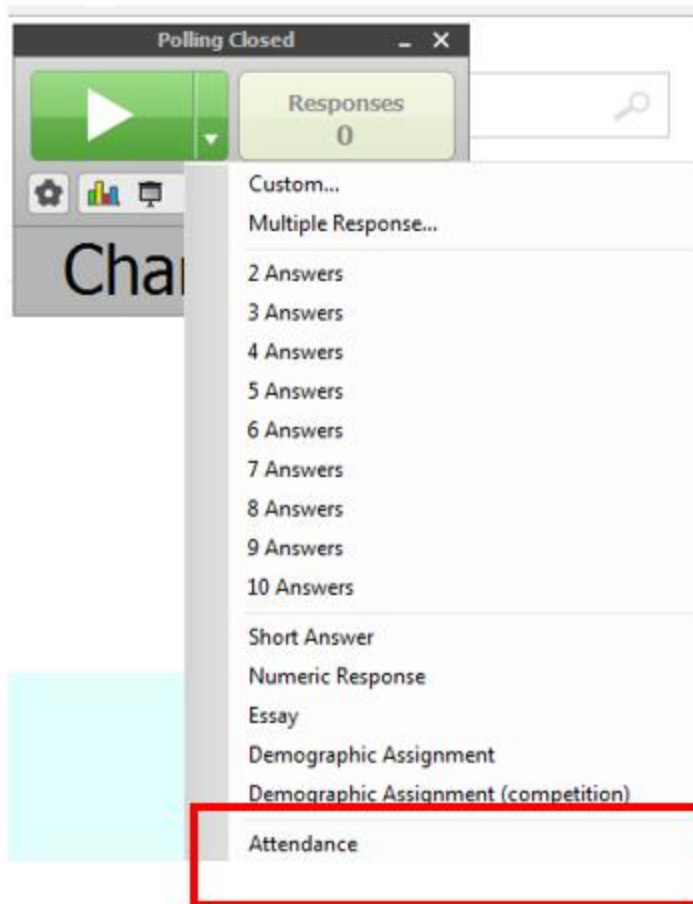 Polling Closed
Responses
0
Custom...
Multiple Response...
Cha
2 Answers
3 Answers
4 Answers
5 Answers
6 Answers
7 Answers
8 Answers
9 Answers
10 Answers
Short Answer
Numeric Response
Essay
Demographic Assignment
Demographic Assignment (competition)
Attendance